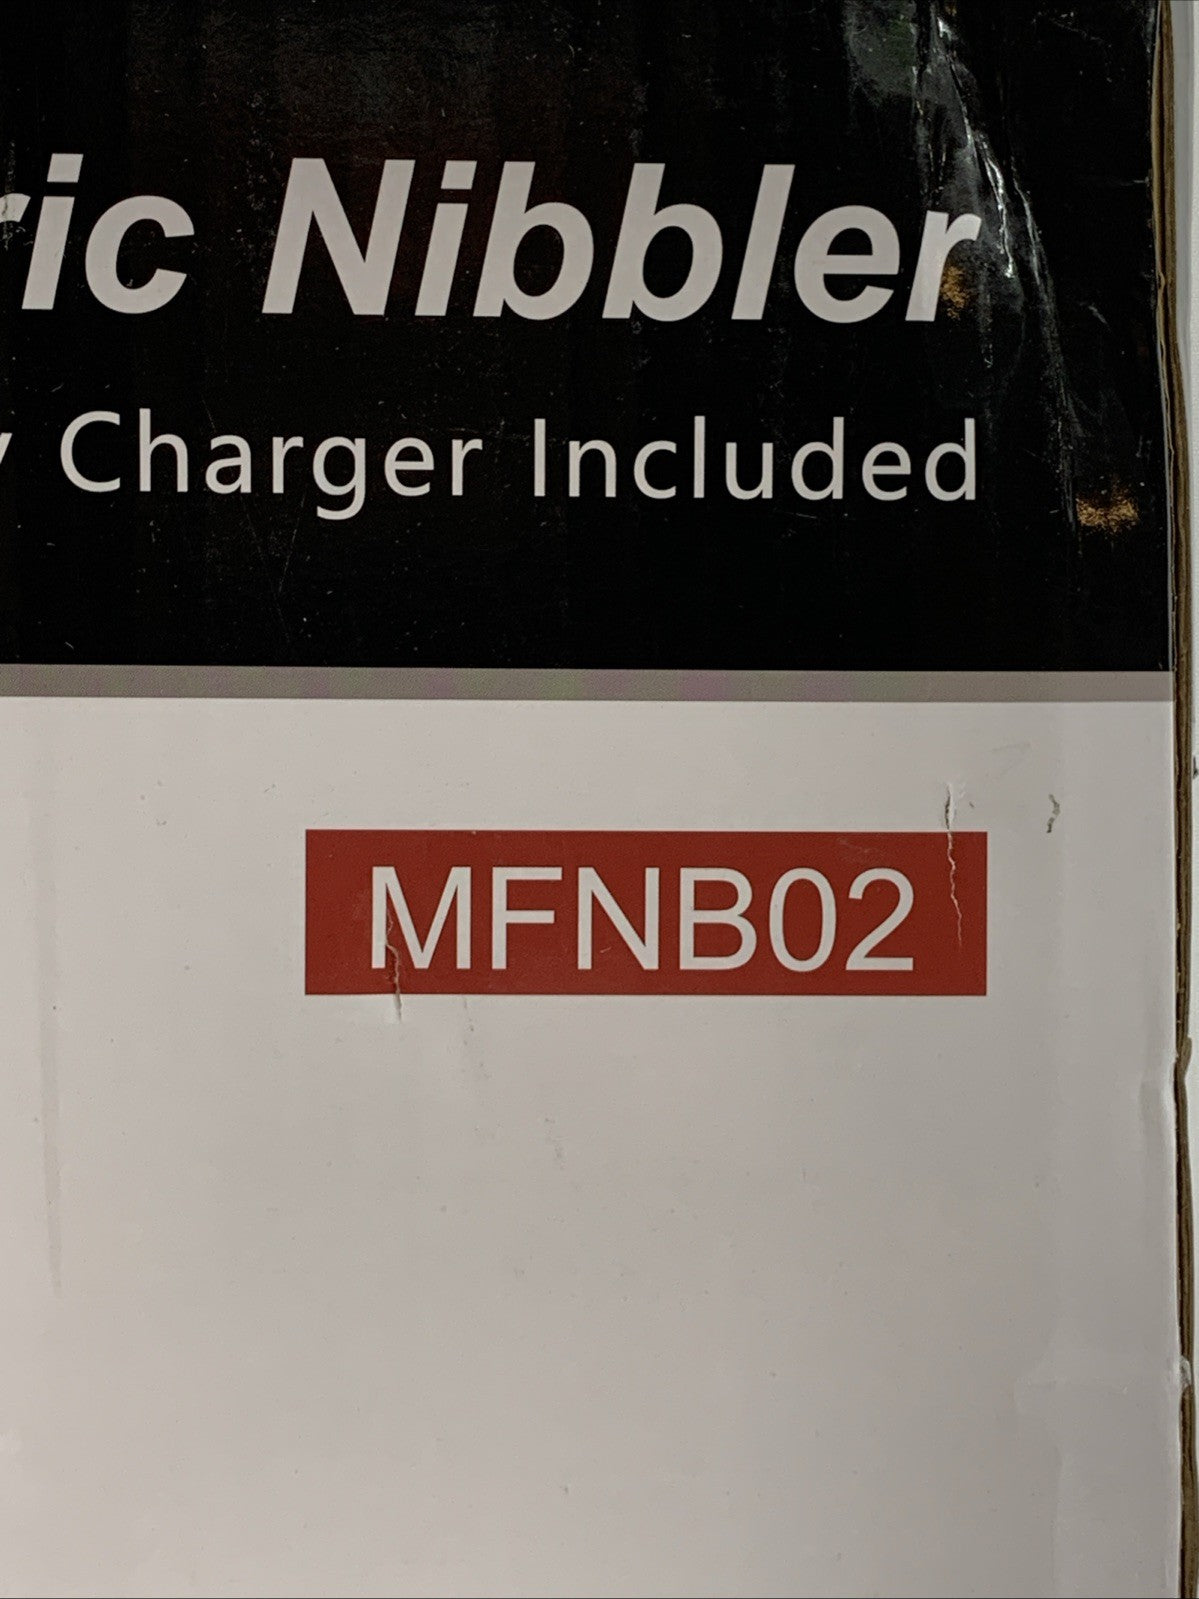 ric Nibbler
y Charger Included
MFNB02